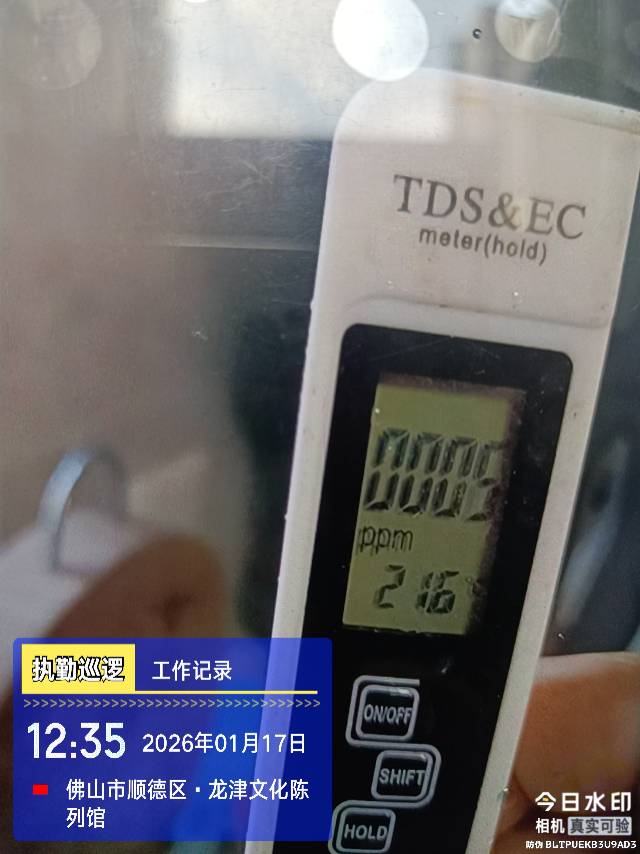 TDS&EC
meter(hold)
ppm
21.6
ON/OFF
SHIFT
HOLD
执勤巡逻 工作记录
12:35 2026年01月17日
佛山市顺德区·龙津文化陈
列馆
今日水印
相机 真实可验
防伪 BLTPUEKB3U9AD3